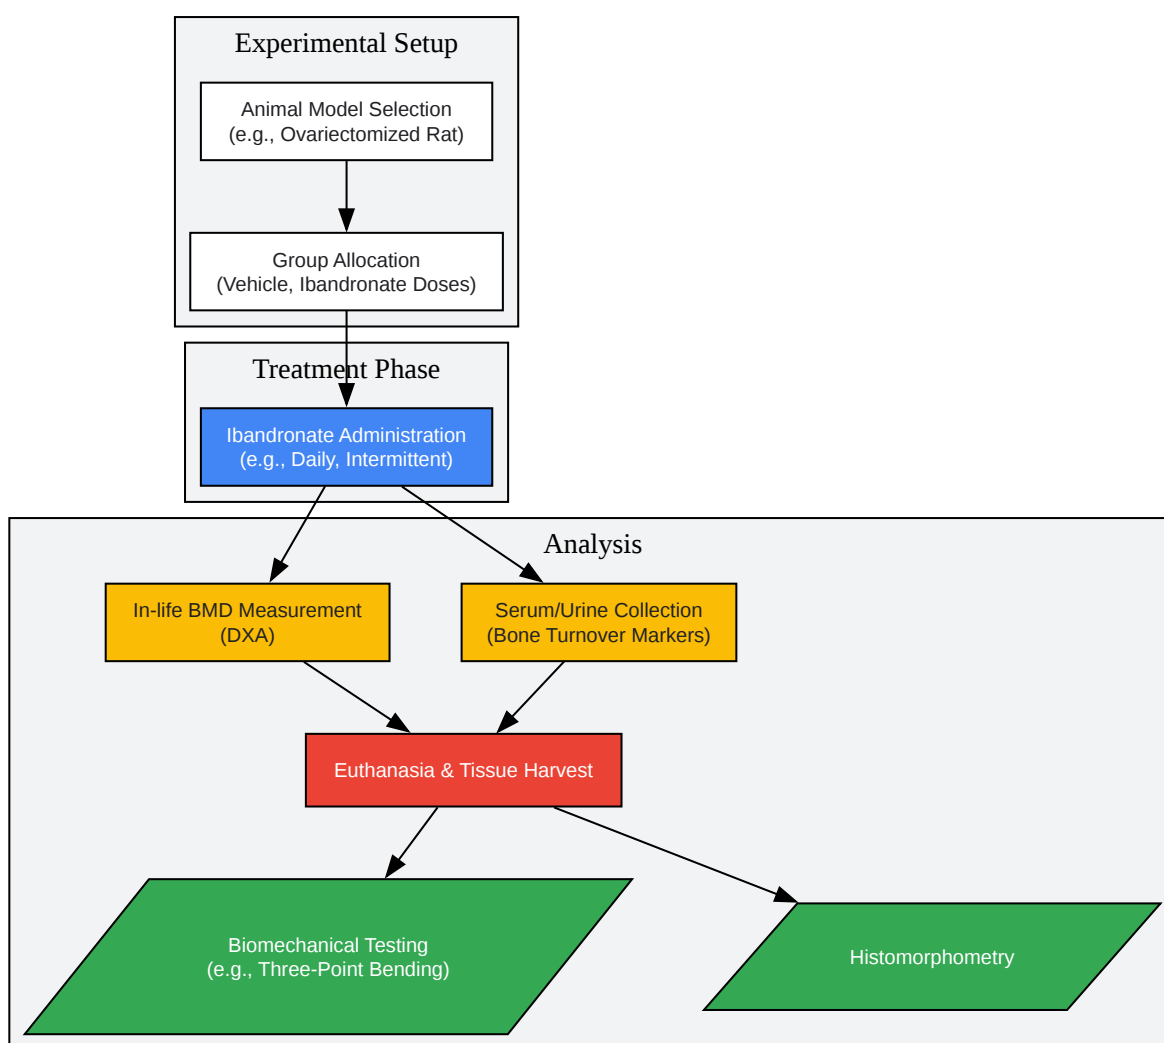 Experimental Setup
Animal Model Selection
(e.g., Ovariectomized Rat)
Group Allocation
(Vehicle, Ibandronate Doses)
Treatment Phase
Ibandronate Administration
(e.g., Daily, Intermittent)
Analysis
In-life BMD Measurement
(DXA)
Serum/Urine Collection
(Bone Turnover Markers)
Euthanasia & Tissue Harvest
Biomechanical Testing
(e.g., Three-Point Bending)
Histomorphometry